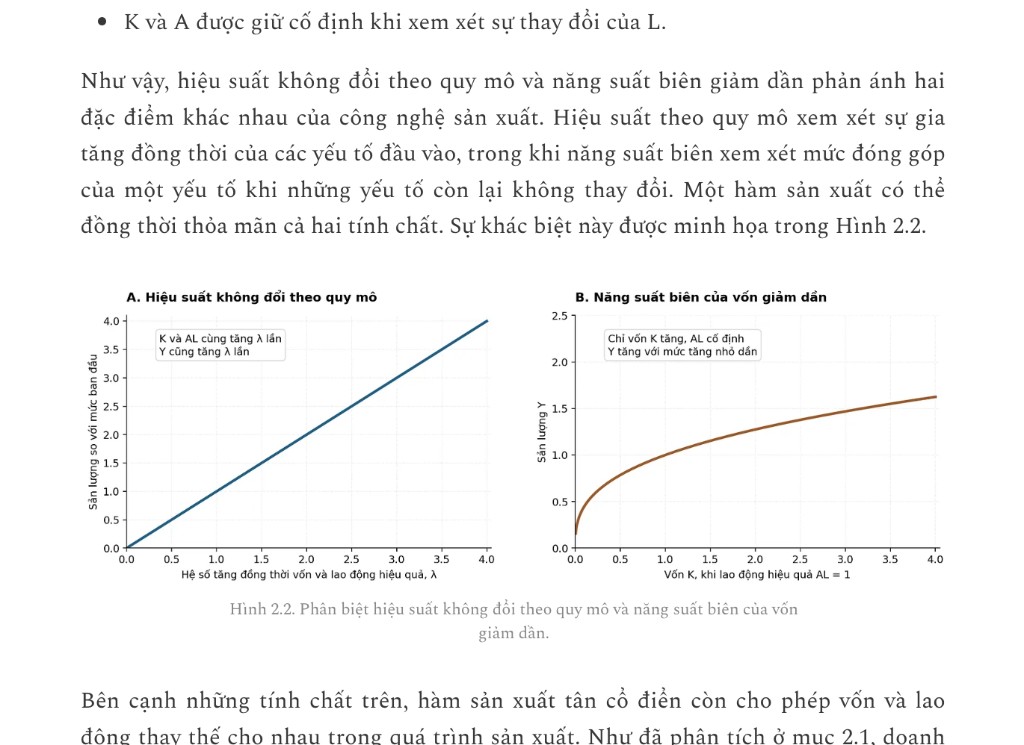 • K và A được giữ cố định khi xem xét sự thay đổi của L.
Như vậy, hiệu suất không đổi theo quy mô và năng suất biên giảm dần phản ánh hai
đặc điểm khác nhau của công nghệ sản xuất. Hiệu suất theo quy mô xem xét sự gia
tăng đồng thời của các yếu tố đầu vào, trong khi năng suất biên xem xét mức đóng góp
của một yếu tố khi những yếu tố còn lại không thay đổi. Một hàm sản xuất có thể
đồng thời thỏa mãn cả hai tính chất. Sự khác biệt này được minh họa trong Hình 2.2.
A. Hiệu suất không đổi theo quy mô
K và AL cùng tăng λ lần
Y cũng tăng λ lần
Sản lượng so với mức ban đầu
4.0
3.5
3.0
2.5
2.0
1.5
1.0
0.5
0.0
0.0 0.5 1.0 1.5 2.0 2.5 3.0 3.5 4.0
Hệ số tăng đồng thời vốn và lao động hiệu quả, λ
B. Năng suất biên của vốn giảm dần
Chỉ vốn K tăng, AL cố định
Y tăng với mức tăng nhỏ dần
Sản lượng Y
2.5
2.0
1.5
1.0
0.5
0.0
0.0 0.5 1.0 1.5 2.0 2.5 3.0 3.5 4.0
Vốn K, khi lao động hiệu quả AL = 1
Hình 2.2. Phân biệt hiệu suất không đổi theo quy mô và năng suất biên của vốn
giảm dần.
Bên cạnh những tính chất trên, hàm sản xuất tân cổ điển còn cho phép vốn và lao
động thay thế cho nhau trong quá trình sản xuất. Như đã phân tích ở mục 2.1, doanh